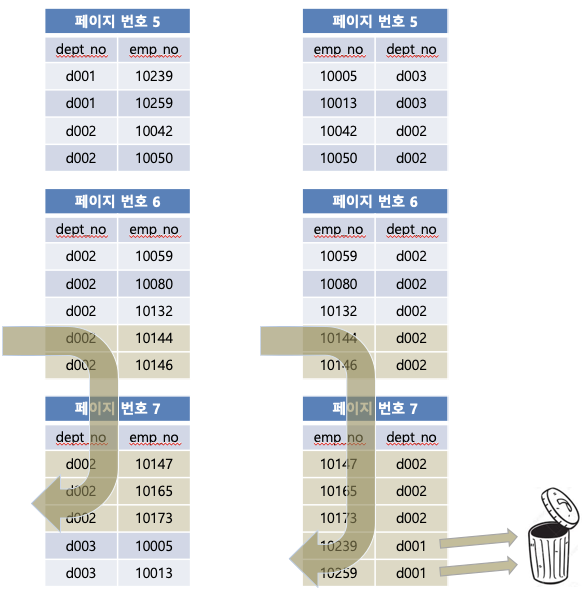 페이지 번호 5
dept_no emp_no
d001 10239
d001 10259
d002 10042
d002 10050
페이지 번호 6
dept_no emp_no
d002 10059
d002 10080
d002 10132
d002 10144
d002 10146
페이지 번호 7
dept_no emp_no
d002 10147
d002 10165
d002 10173
d003 10005
d003 10013
페이지 번호 5
emp_no dept_no
10005 d003
10013 d003
10042 d002
10050 d002
페이지 번호 6
emp_no dept_no
10059 d002
10080 d002
10132 d002
10144 d002
10146 d002
페이지 번호 7
emp_no dept_no
10147 d002
10165 d002
10173 d002
10239 d001
10259 d001